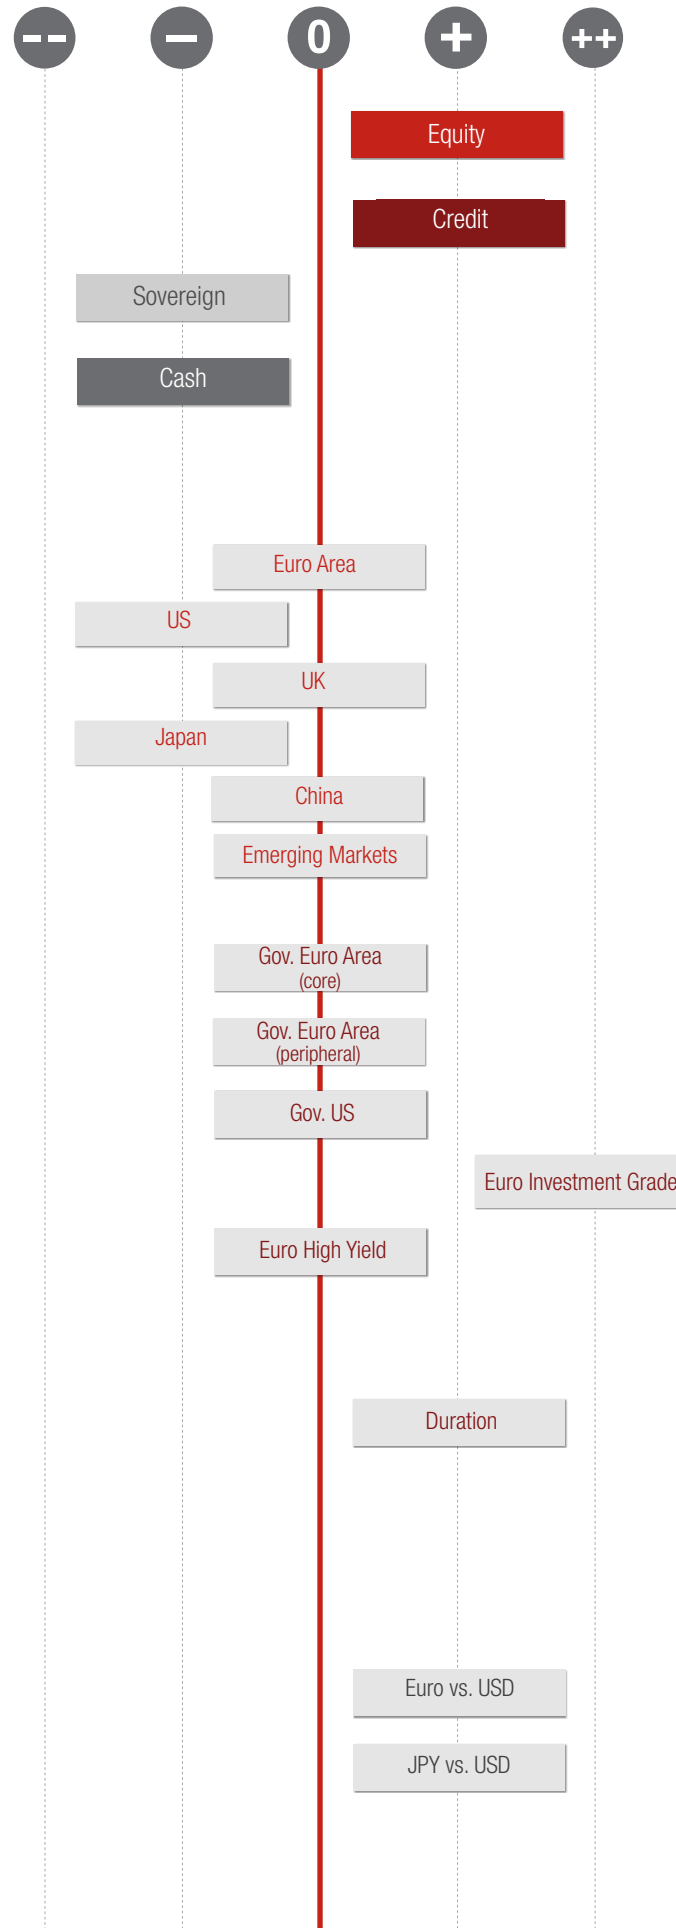 -- - 0 + ++
Equity
Credit
Sovereign
Cash
Euro Area
US
UK
Japan
China
Emerging Markets
Gov. Euro Area
(core)
Gov. Euro Area
(peripheral)
Gov. US
Euro Investment Grade
Euro High Yield
Duration
Euro vs. USD
JPY vs. USD